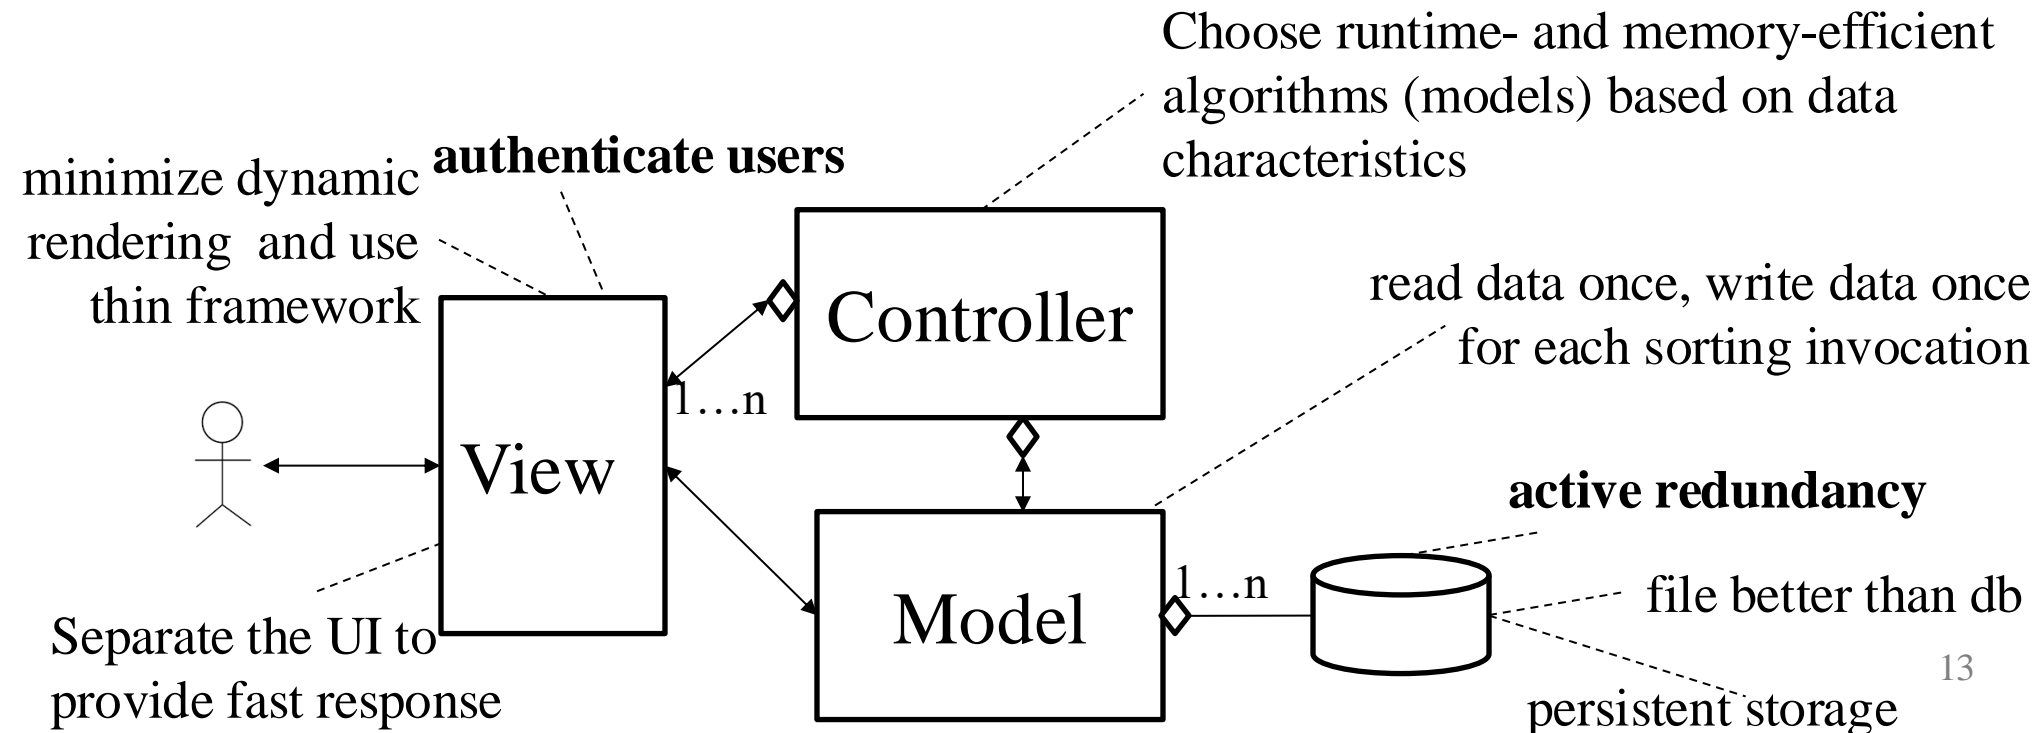 Choose runtime- and memory-efficient
algorithms (models) based on data
characteristics
authenticate users
minimize dynamic
rendering and use
thin framework
Controller
read data once, write data once
for each sorting invocation
1…n
View
active redundancy
1…n
Model
file better than db
Separate the UI to
provide fast response
13
persistent storage